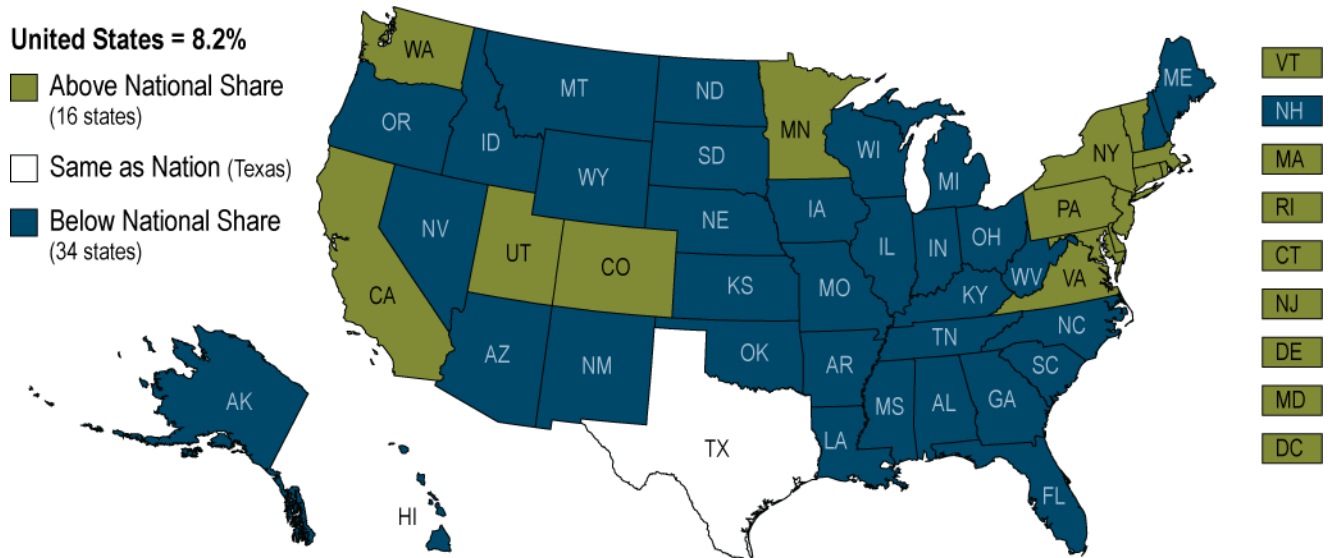 United States = 8.2%
Above National Share
(16 states)
Same as Nation (Texas)
Below National Share
(34 states)
WA
MT
ND
MN
ME
OR
ID
SD
WI
NY
WY
MI
NV
NE
IA
PA
UT
CO
IL
IN
OH
CA
KS
MO
WV
VA
KY
AZ
NM
OK
AR
TN
NC
SC
MS
AL
GA
TX
LA
FL
AK
HI
VT
NH
MA
RI
CT
NJ
DE
MD
DC